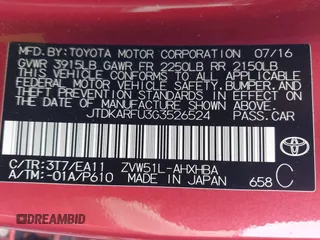 MFD.BY:TOYOTA MOTOR CORPORATION 07/16
GVWR 3915LB GAWR FR 2250LB RR 2150LB
THIS VEHICLE CONFORMS TO ALL APPLICABLE
FEDERAL MOTOR VEHICLE SAFETY, BUMPER, AND
THEFT PREVENTION STANDARDS IN EFFECT ON THE
DATE OF MANUFACTURE SHOWN ABOVE.
JTDKARFU3G3526524 PASS.CAR
C/TR:3T7/EA11 ZVW51L-AHXHBA
A/TM:-01A/P610 MADE IN JAPAN 658 C
TOYOTA
© DREAMBID